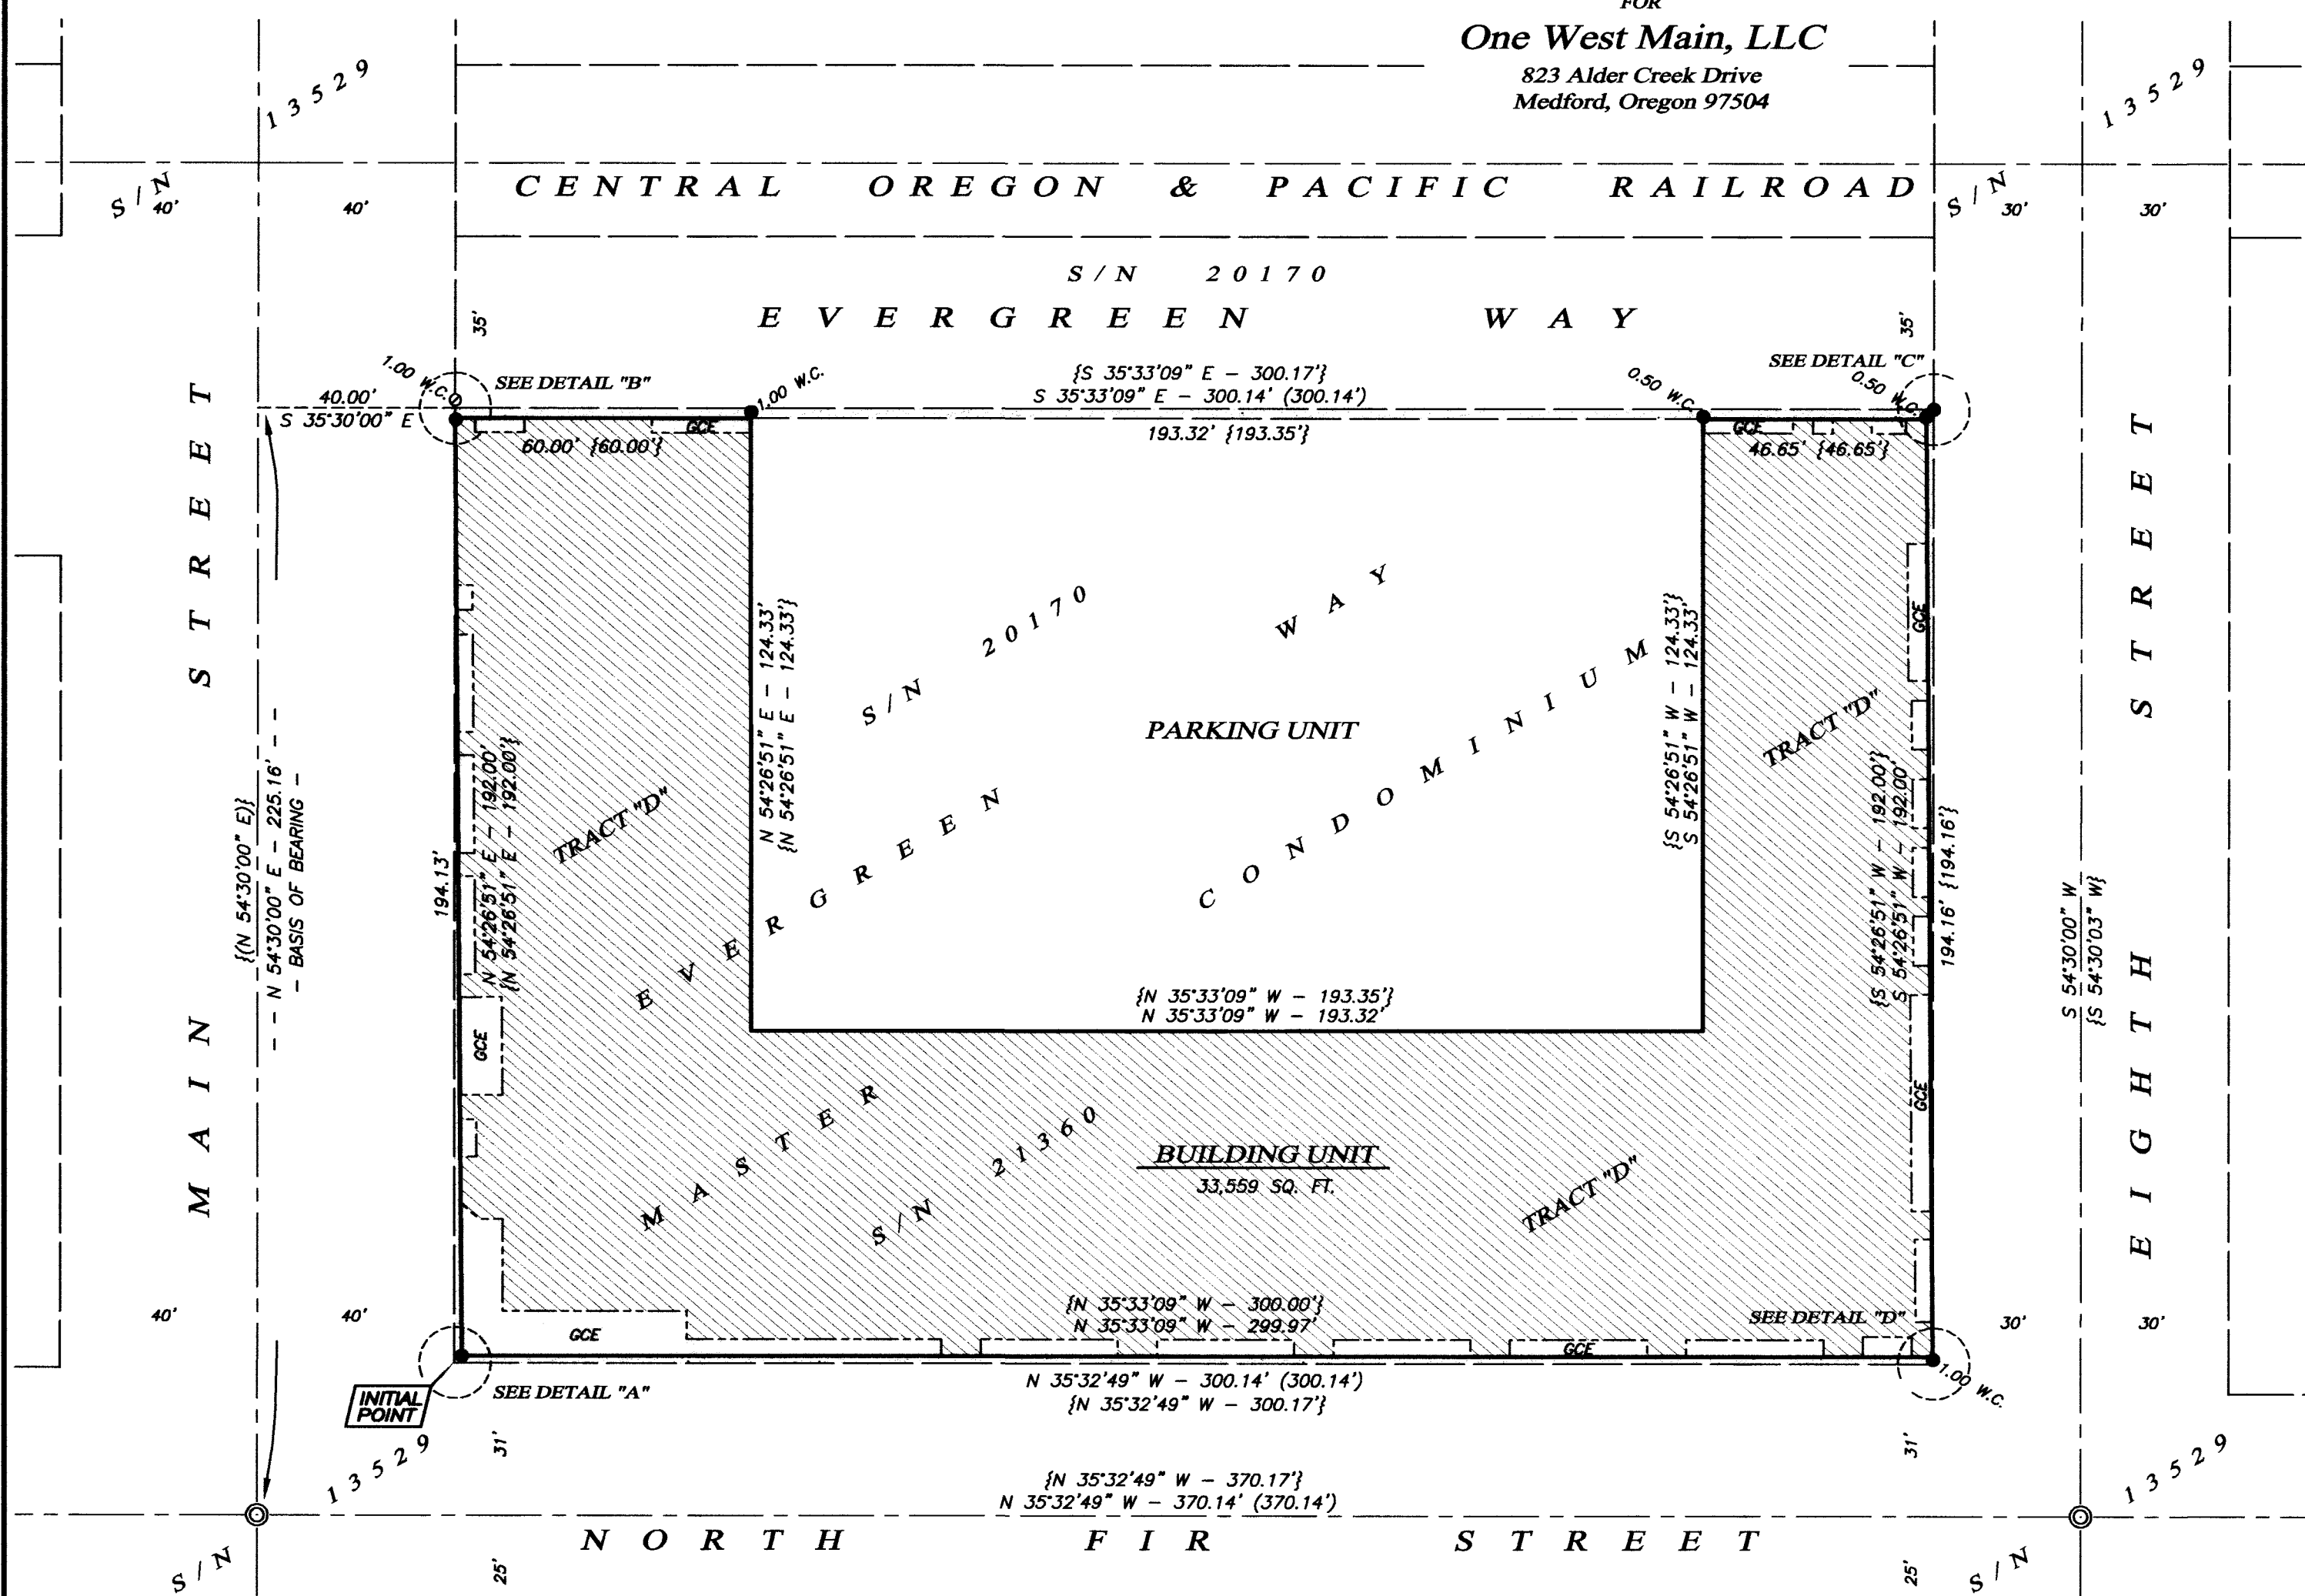 FOR
One West Main, LLC
823 Alder Creek Drive
Medford, Oregon 97504
13529
13529
S/N
40'
40'
CENTRAL OREGON & PACIFIC RAILROAD
S/N
30'
30'
S/N 20170
EVERGREEN WAY
35'
35'
1.00 W.C.
SEE DETAIL "B"
1.00 W.C.
{S 35°33'09" E - 300.17'}
S 35°33'09" E - 300.14' (300.14')
0.50 W.C.
SEE DETAIL "C"
0.50 W.C.
40.00'
S 35°30'00" E
GCE
60.00' {60.00'}
193.32' {193.35'}
GCE
46.65' {46.65'}
MAIN STREET
{(N 54°30'00" E)}
- - N 54°30'00" E - 225.16' - -
- BASIS OF BEARING -
194.13'
N 54°26'51" E - 192.00'
{N 54°26'51" E - 192.00'}
TRACT "D"
N 54°26'51" E - 124.33'
{N 54°26'51" E - 124.33'}
S/N 20170
EVERGREEN WAY
PARKING UNIT
CONDOMINIUM
{S 54°26'51" W - 124.33'}
S 54°26'51" W - 124.33'
TRACT "D"
GCE
{S 54°26'51" W - 192.00'}
S 54°26'51" W - 192.00'
194.16' {194.16'}
S 54°30'00" W
{S 54°30'03" W}
EIGHTH STREET
{N 35°33'09" W - 193.35'}
N 35°33'09" W - 193.32'
GCE
GCE
MASTER
S/N 21360
BUILDING UNIT
33,559 SQ. FT.
TRACT "D"
40'
40'
{N 35°33'09" W - 300.00'}
N 35°33'09" W - 299.97'
SEE DETAIL "D"
30'
30'
GCE
GCE
INITIAL
POINT
SEE DETAIL "A"
N 35°32'49" W - 300.14' (300.14')
{N 35°32'49" W - 300.17'}
1.00 W.C.
13529
31'
31'
13529
{N 35°32'49" W - 370.17'}
N 35°32'49" W - 370.14' (370.14')
NORTH FIR STREET
S/N
25'
25'
S/N